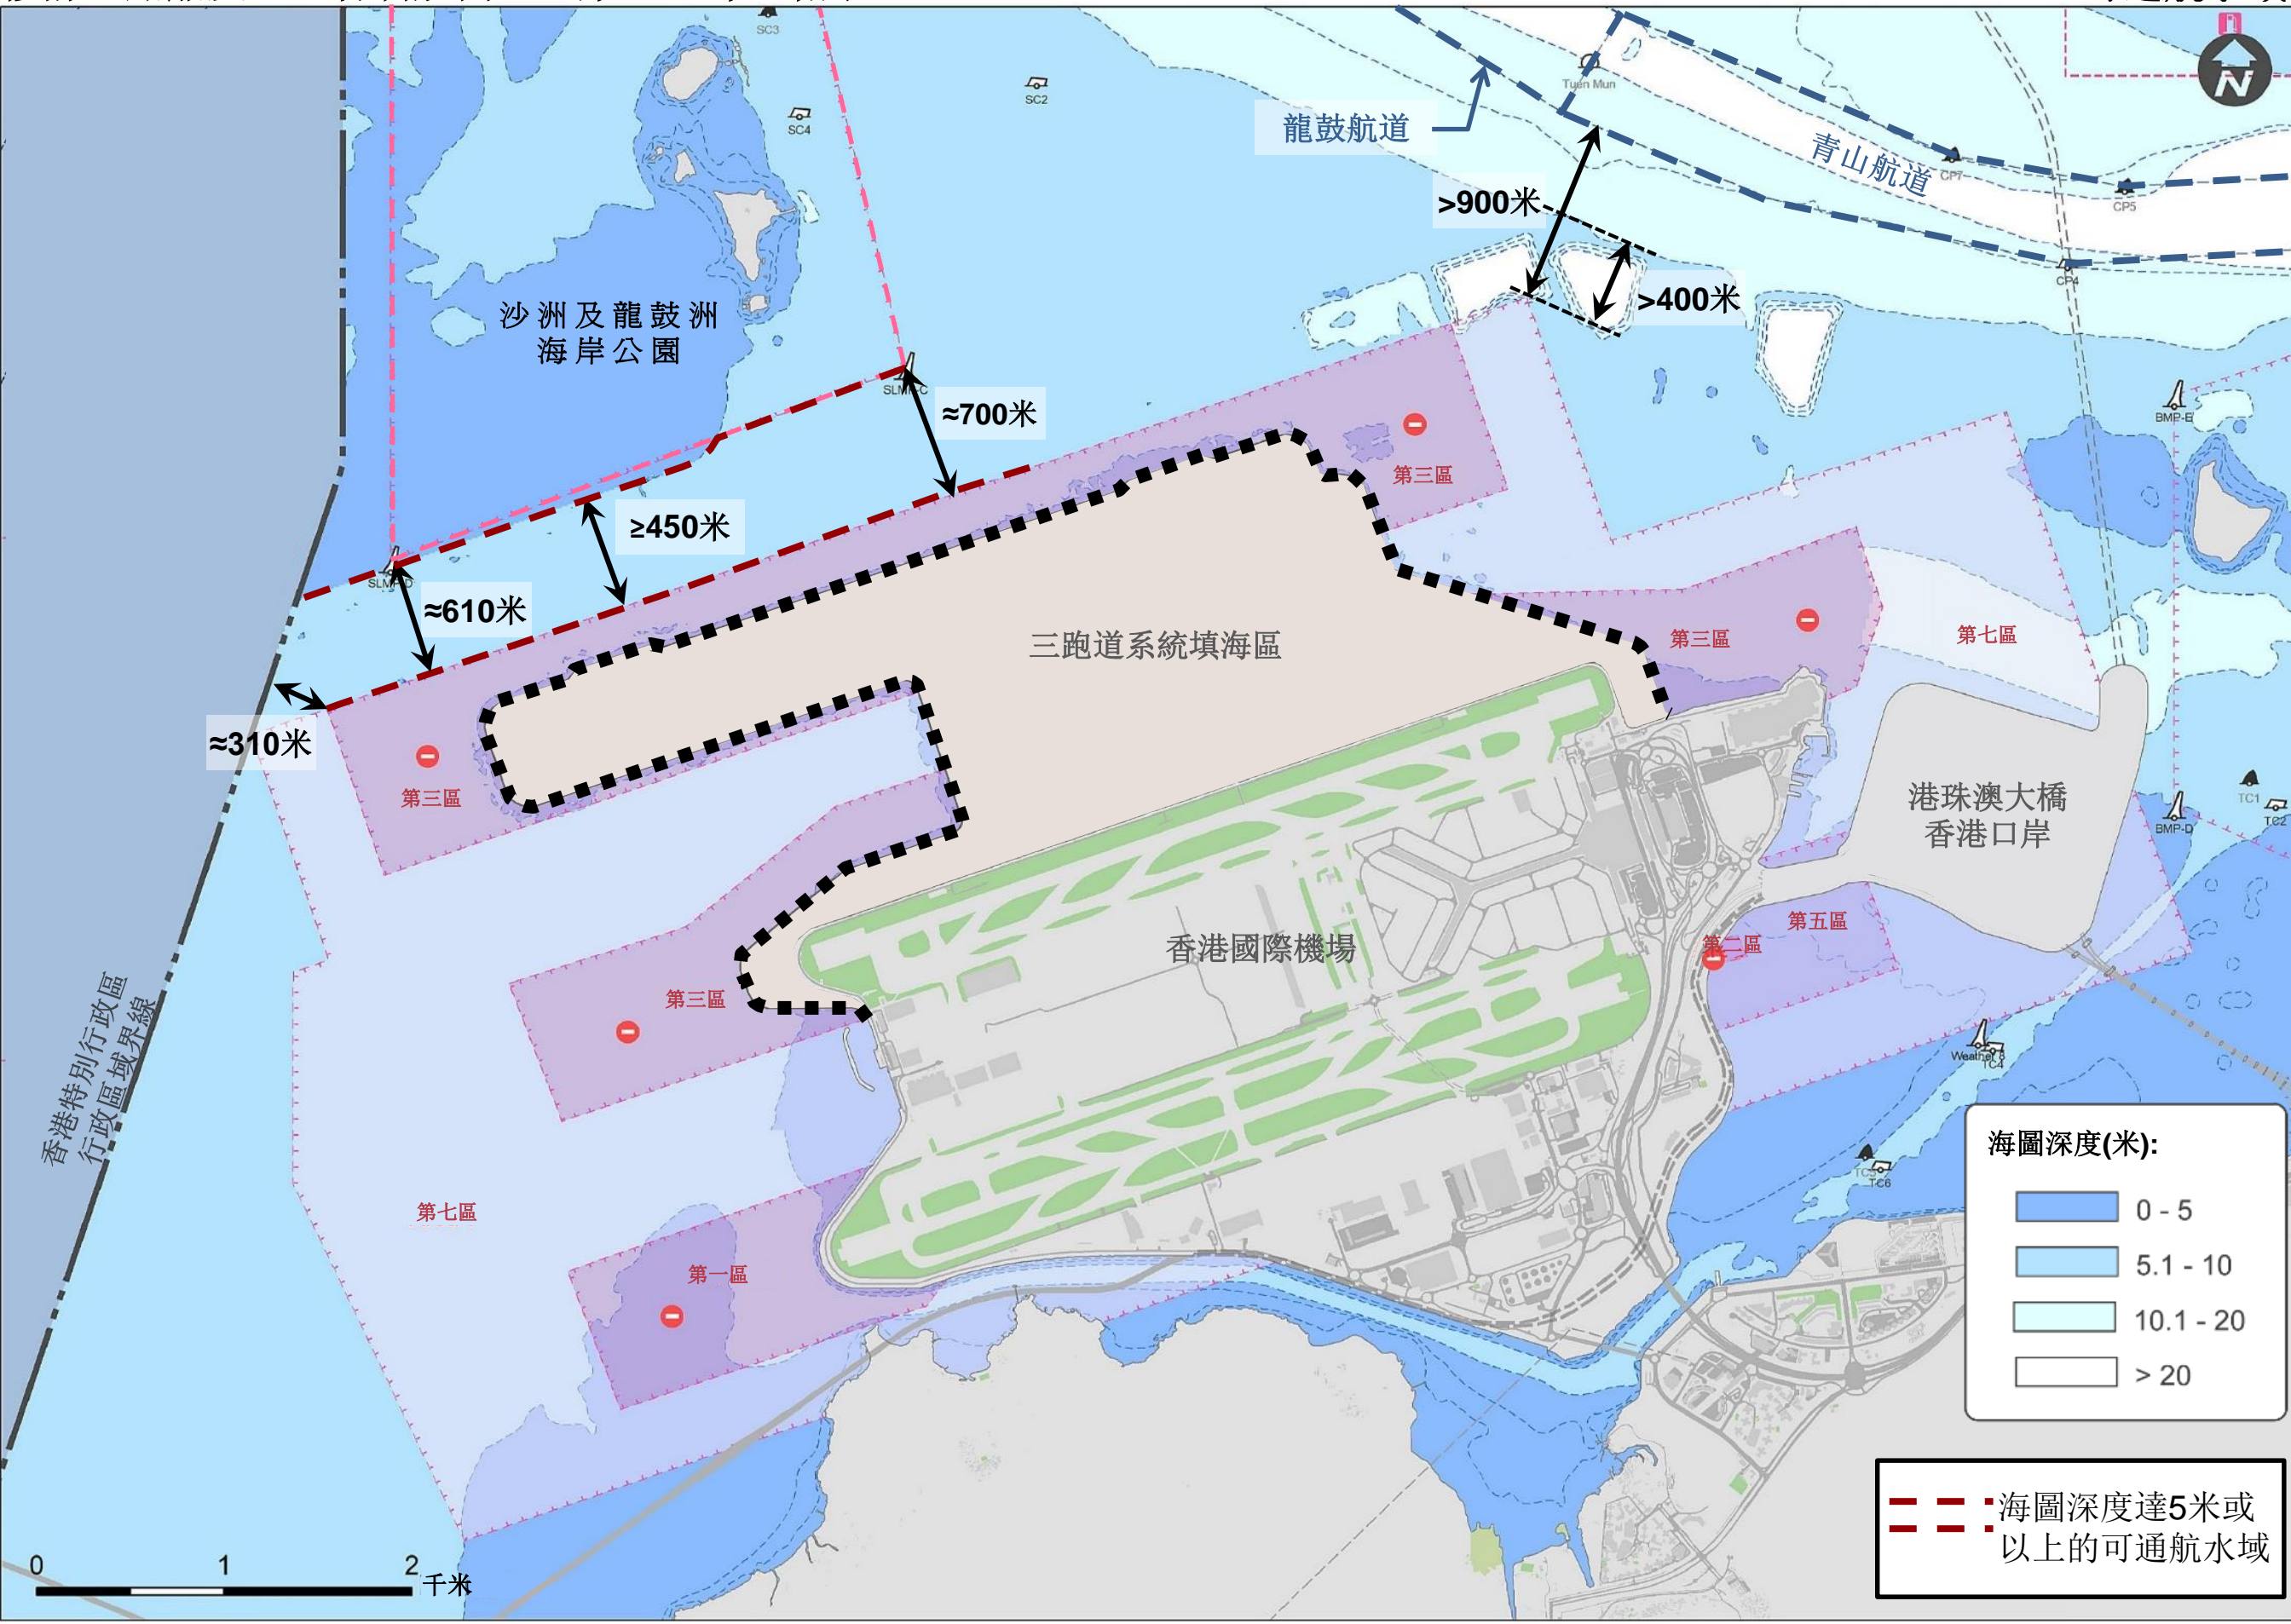 SC3
SC4
SC2
Tuen Mun
龍鼓航道
青山航道
CP7
CP5
CP4
>900米
>400米
沙洲及龍鼓洲
海岸公園
SLMP-C
≈700米
≥450米
SLMP-D
≈610米
≈310米
第三區
BMP-E
三跑道系統填海區
第三區
第七區
第三區
港珠澳大橋
香港口岸
BMP-D
TC1
TC2
香港國際機場
第五區
第二區
第三區
香港特別行政區
行政區域界線
Weather 8
TC4
TC6
第七區
第一區
海圖深度(米):
0 - 5
5.1 - 10
10.1 - 20
> 20
海圖深度達5米或
以上的可通航水域
0 1 2 千米
N